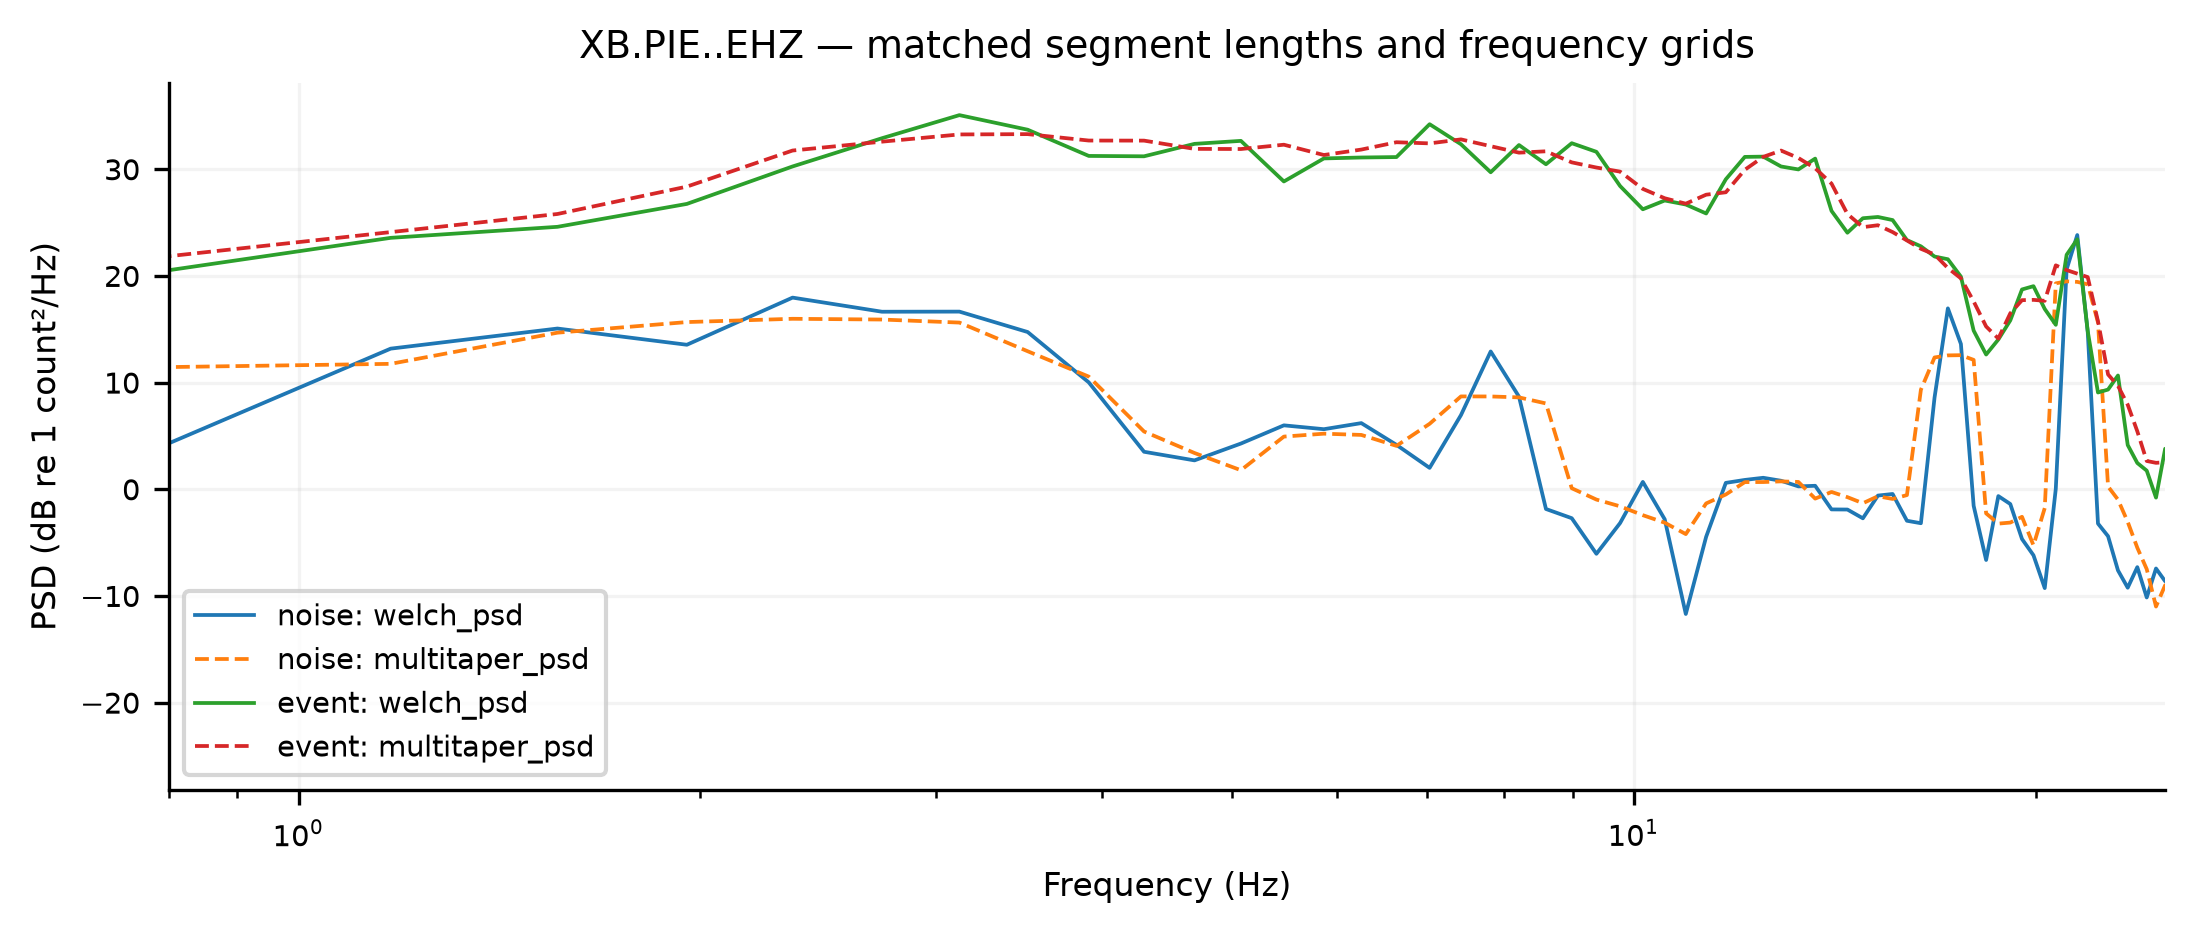 XB.PIE..EHZ — matched segment lengths and frequency grids
PSD (dB re 1 count²/Hz)
30
20
10
0
−10
−20
noise: welch_psd
noise: multitaper_psd
event: welch_psd
event: multitaper_psd
10⁰
10¹
Frequency (Hz)